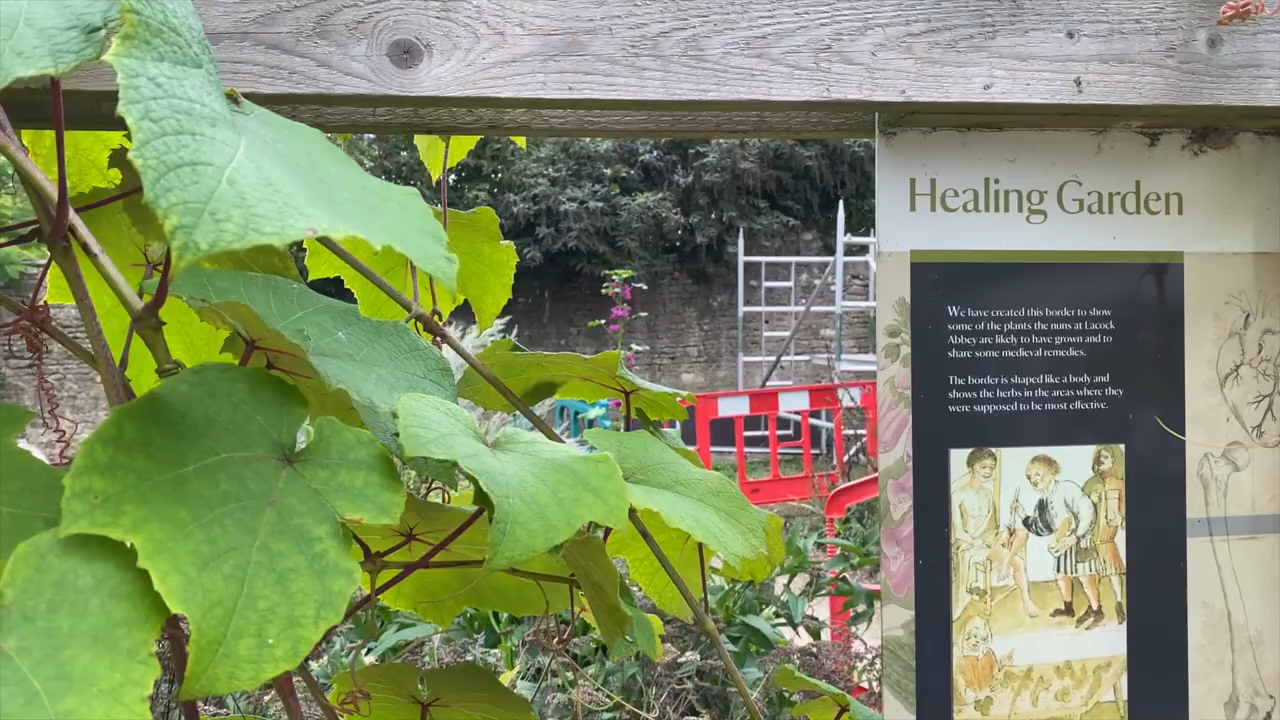 Healing Garden
We have created this border to show
some of the plants the nuns at Lacock
Abbey are likely to have grown and to
share some medieval remedies.
The border is shaped like a body and
shows the herbs in the areas where they
were supposed to be most effective.